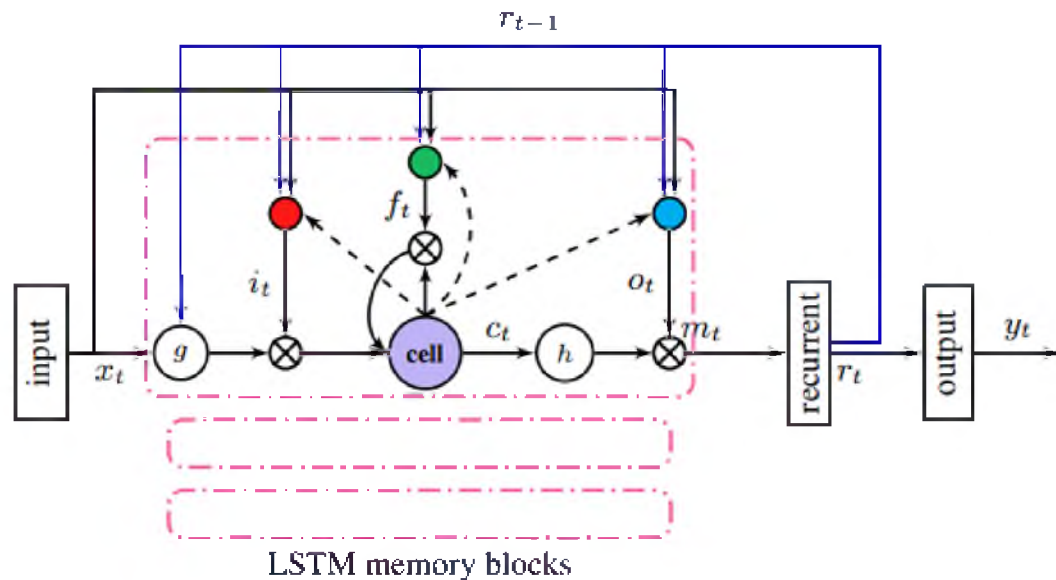 r_{t-1}
f_t
i_t
o_t
input
x_t
g
cell
c_t
h
m_t
recurrent
r_t
output
y_t
LSTM memory blocks